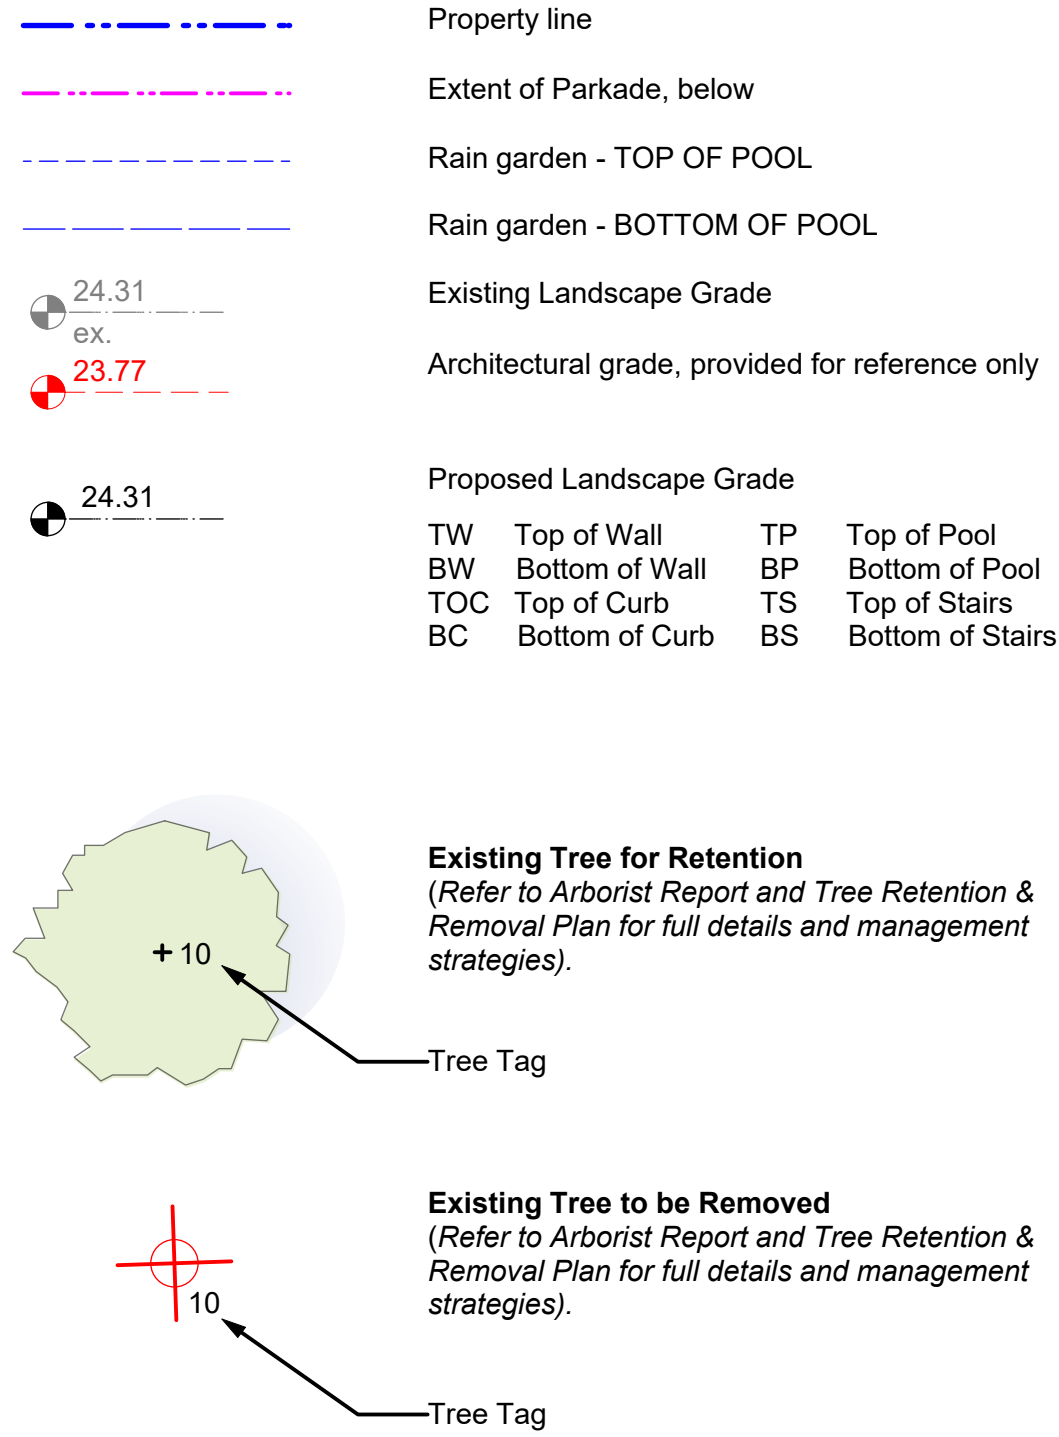 Property line
Extent of Parkade, below
Rain garden - TOP OF POOL
Rain garden - BOTTOM OF POOL
24.31
ex.
Existing Landscape Grade
23.77
Architectural grade, provided for reference only
24.31
Proposed Landscape Grade
TW Top of Wall TP Top of Pool
BW Bottom of Wall BP Bottom of Pool
TOC Top of Curb TS Top of Stairs
BC Bottom of Curb BS Bottom of Stairs
Existing Tree for Retention
(Refer to Arborist Report and Tree Retention &
Removal Plan for full details and management
strategies).
10
Tree Tag
Existing Tree to be Removed
(Refer to Arborist Report and Tree Retention &
Removal Plan for full details and management
strategies).
10
Tree Tag